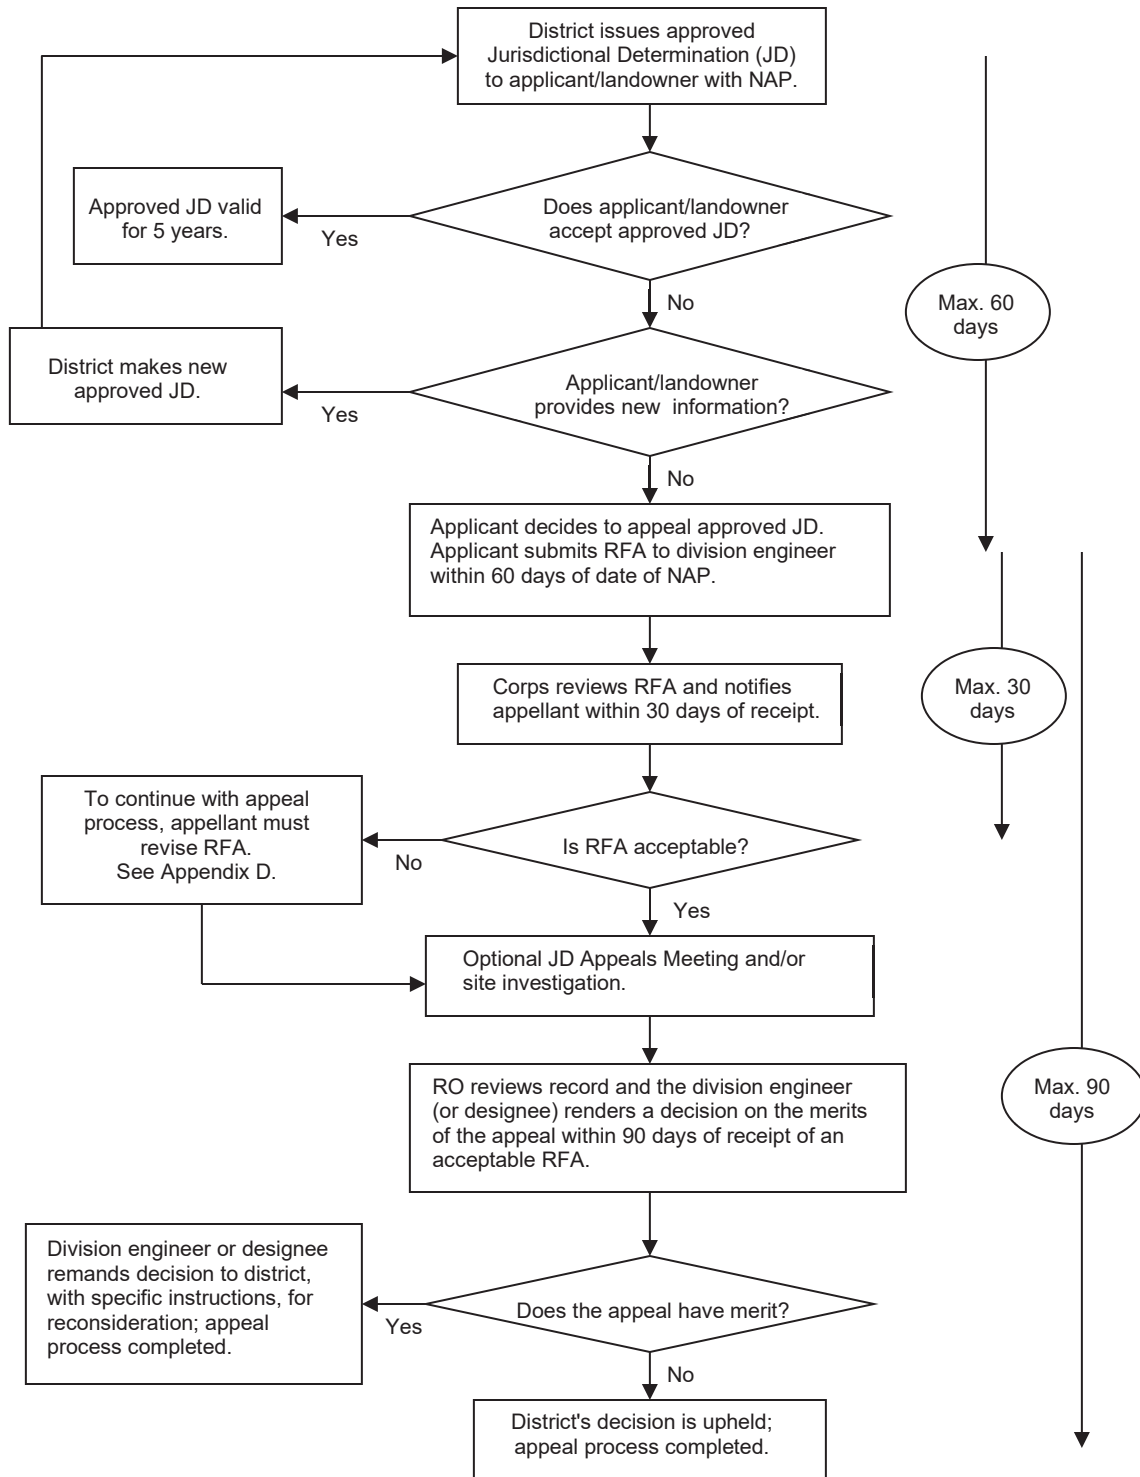 District issues approved
Jurisdictional Determination (JD)
to applicant/landowner with NAP.
Approved JD valid
for 5 years.
Yes
Does applicant/landowner
accept approved JD?
No
Max. 60
days
District makes new
approved JD.
Yes
Applicant/landowner
provides new information?
No
Applicant decides to appeal approved JD.
Applicant submits RFA to division engineer
within 60 days of date of NAP.
Corps reviews RFA and notifies
appellant within 30 days of receipt.
Max. 30
days
To continue with appeal
process, appellant must
revise RFA.
See Appendix D.
No
Is RFA acceptable?
Yes
Optional JD Appeals Meeting and/or
site investigation.
RO reviews record and the division engineer
(or designee) renders a decision on the merits
of the appeal within 90 days of receipt of an
acceptable RFA.
Max. 90
days
Division engineer or designee
remands decision to district,
with specific instructions, for
reconsideration; appeal
process completed.
Yes
Does the appeal have merit?
No
District's decision is upheld;
appeal process completed.